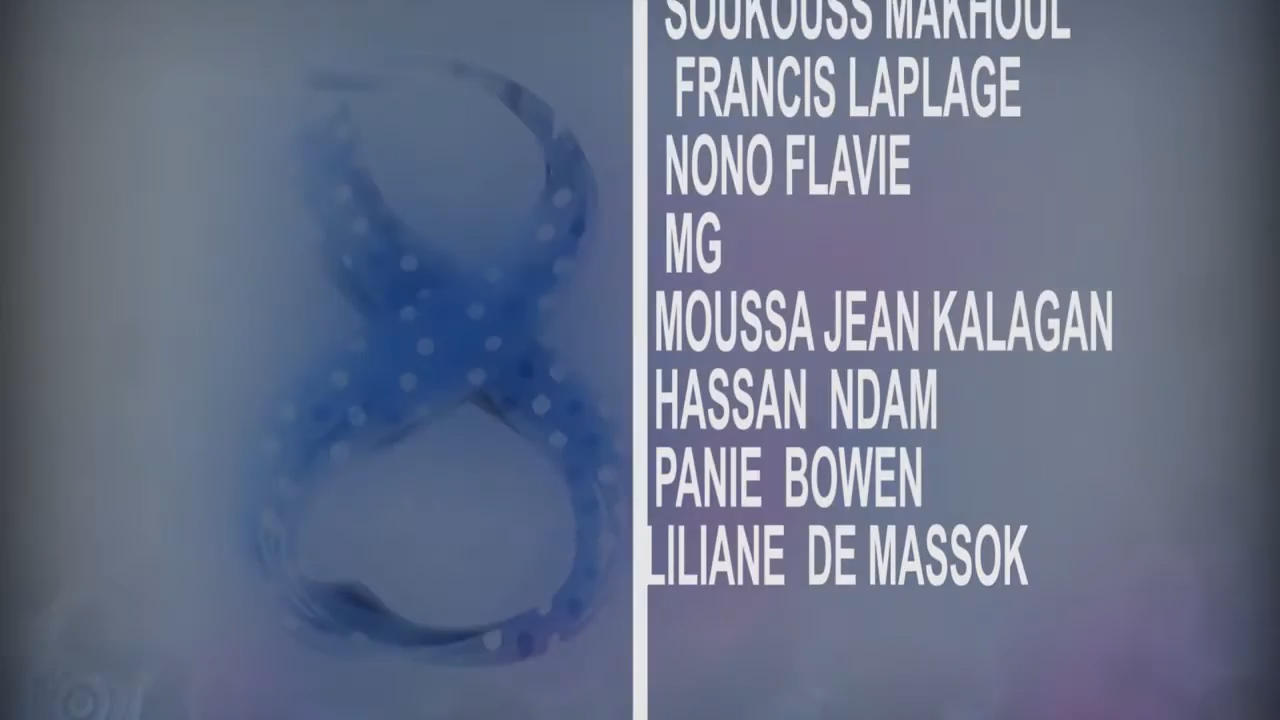 SOUKOUSS MAKHOUL
FRANCIS LAPLAGE
NONO FLAVIE
MG
MOUSSA JEAN KALAGAN
HASSAN NDAM
PANIE BOWEN
LILIANE DE MASSOK